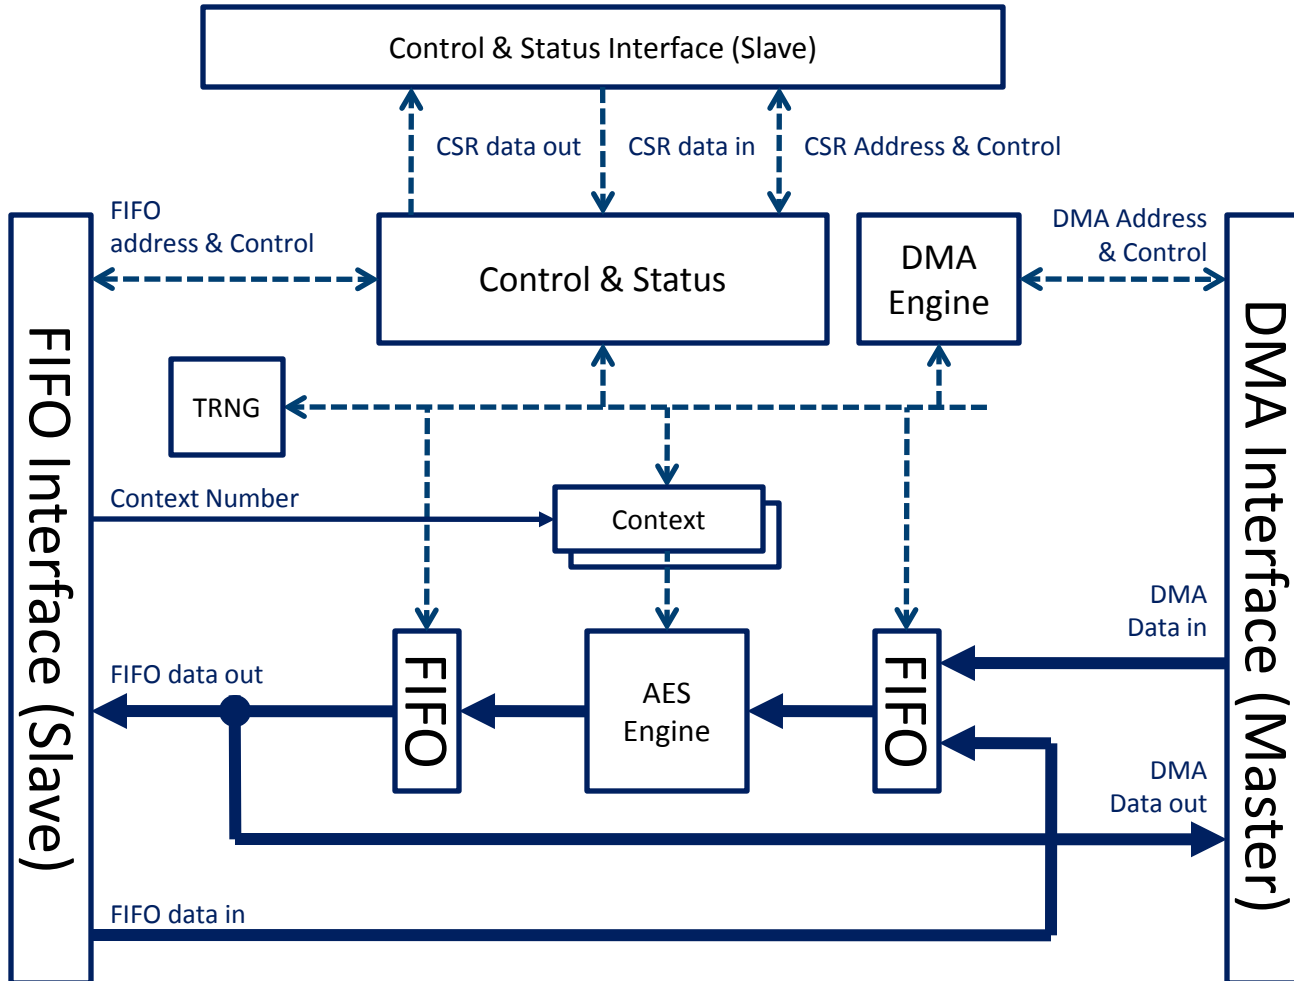 Control & Status Interface (Slave)
CSR data out
CSR data in
CSR Address & Control
FIFO
address & Control
Control & Status
DMA
Engine
DMA Address
& Control
FIFO Interface (Slave)
DMA Interface (Master)
TRNG
Context Number
Context
DMA
Data in
FIFO data out
FIFO
AES
Engine
FIFO
DMA
Data out
FIFO data in